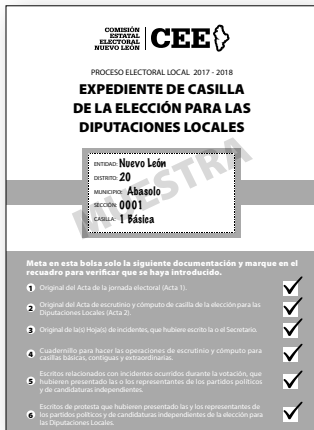 COMISIÓN
ESTATAL
ELECTORAL
NUEVO LEÓN
CEE
PROCESO ELECTORAL LOCAL 2017 - 2018
EXPEDIENTE DE CASILLA
DE LA ELECCIÓN PARA LAS
DIPUTACIONES LOCALES
MUESTRA
ENTIDAD: Nuevo León
DISTRITO: 20
MUNICIPIO: Abasolo
SECCIÓN: 0001
CASILLA: 1 Básica
Meta en esta bolsa solo la siguiente documentación y marque en el
recuadro para verificar que se haya introducido.
1 Original del Acta de la jornada electoral (Acta 1).
2 Original del Acta de escrutinio y cómputo de casilla de la elección para las
Diputaciones Locales (Acta 2).
3 Original de la(s) Hoja(s) de incidentes, que hubiere escrito la o el Secretario.
4 Cuadernillo para hacer las operaciones de escrutinio y cómputo para
casillas básicas, contiguas y extraordinarias.
5 Escritos relacionados con incidentes ocurridos durante la votación, que
hubieren presentado las o los representantes de los partidos políticos
y de candidaturas independientes.
6 Escritos de protesta que hubieren presentado las y los representantes de
los partidos políticos y de candidaturas independientes de la elección para
las Diputaciones Locales.